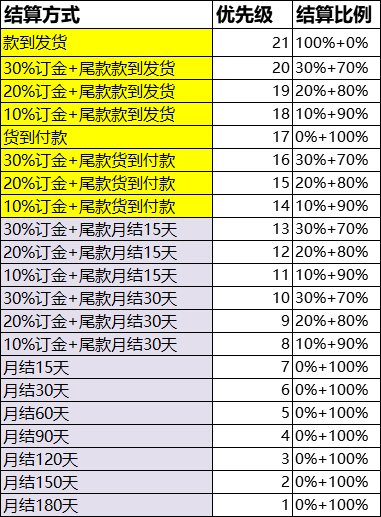 结算方式 优先级 结算比例
款到发货 21 100%+0%
30%订金+尾款款到发货 20 30%+70%
20%订金+尾款款到发货 19 20%+80%
10%订金+尾款款到发货 18 10%+90%
货到付款 17 0%+100%
30%订金+尾款货到付款 16 30%+70%
20%订金+尾款货到付款 15 20%+80%
10%订金+尾款货到付款 14 10%+90%
30%订金+尾款月结15天 13 30%+70%
20%订金+尾款月结15天 12 20%+80%
10%订金+尾款月结15天 11 10%+90%
30%订金+尾款月结30天 10 30%+70%
20%订金+尾款月结30天 9 20%+80%
10%订金+尾款月结30天 8 10%+90%
月结15天 7 0%+100%
月结30天 6 0%+100%
月结60天 5 0%+100%
月结90天 4 0%+100%
月结120天 3 0%+100%
月结150天 2 0%+100%
月结180天 1 0%+100%